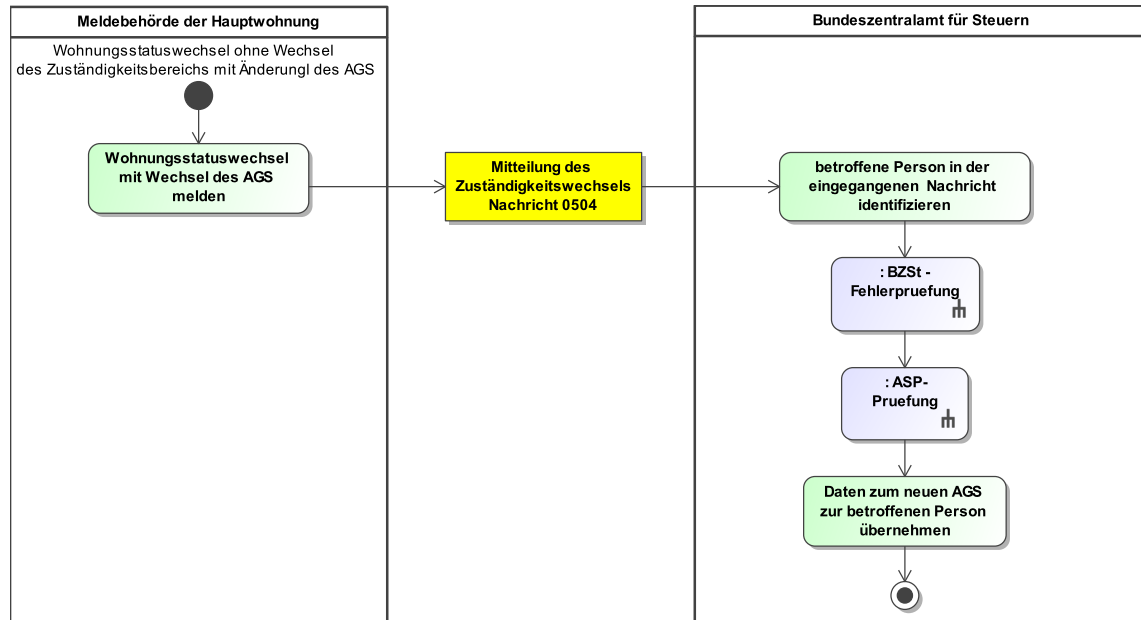 Meldebehörde der Hauptwohnung
Wohnungsstatuswechsel ohne Wechsel
des Zuständigkeitsbereichs mit Änderungl des AGS
Wohnungsstatuswechsel
mit Wechsel des AGS
melden
Mitteilung des
Zuständigkeitswechsels
Nachricht 0504
Bundeszentralamt für Steuern
betroffene Person in der
eingegangenen Nachricht
identifizieren
: BZSt -
Fehlerpruefung
: ASP-
Pruefung
Daten zum neuen AGS
zur betroffenen Person
übernehmen